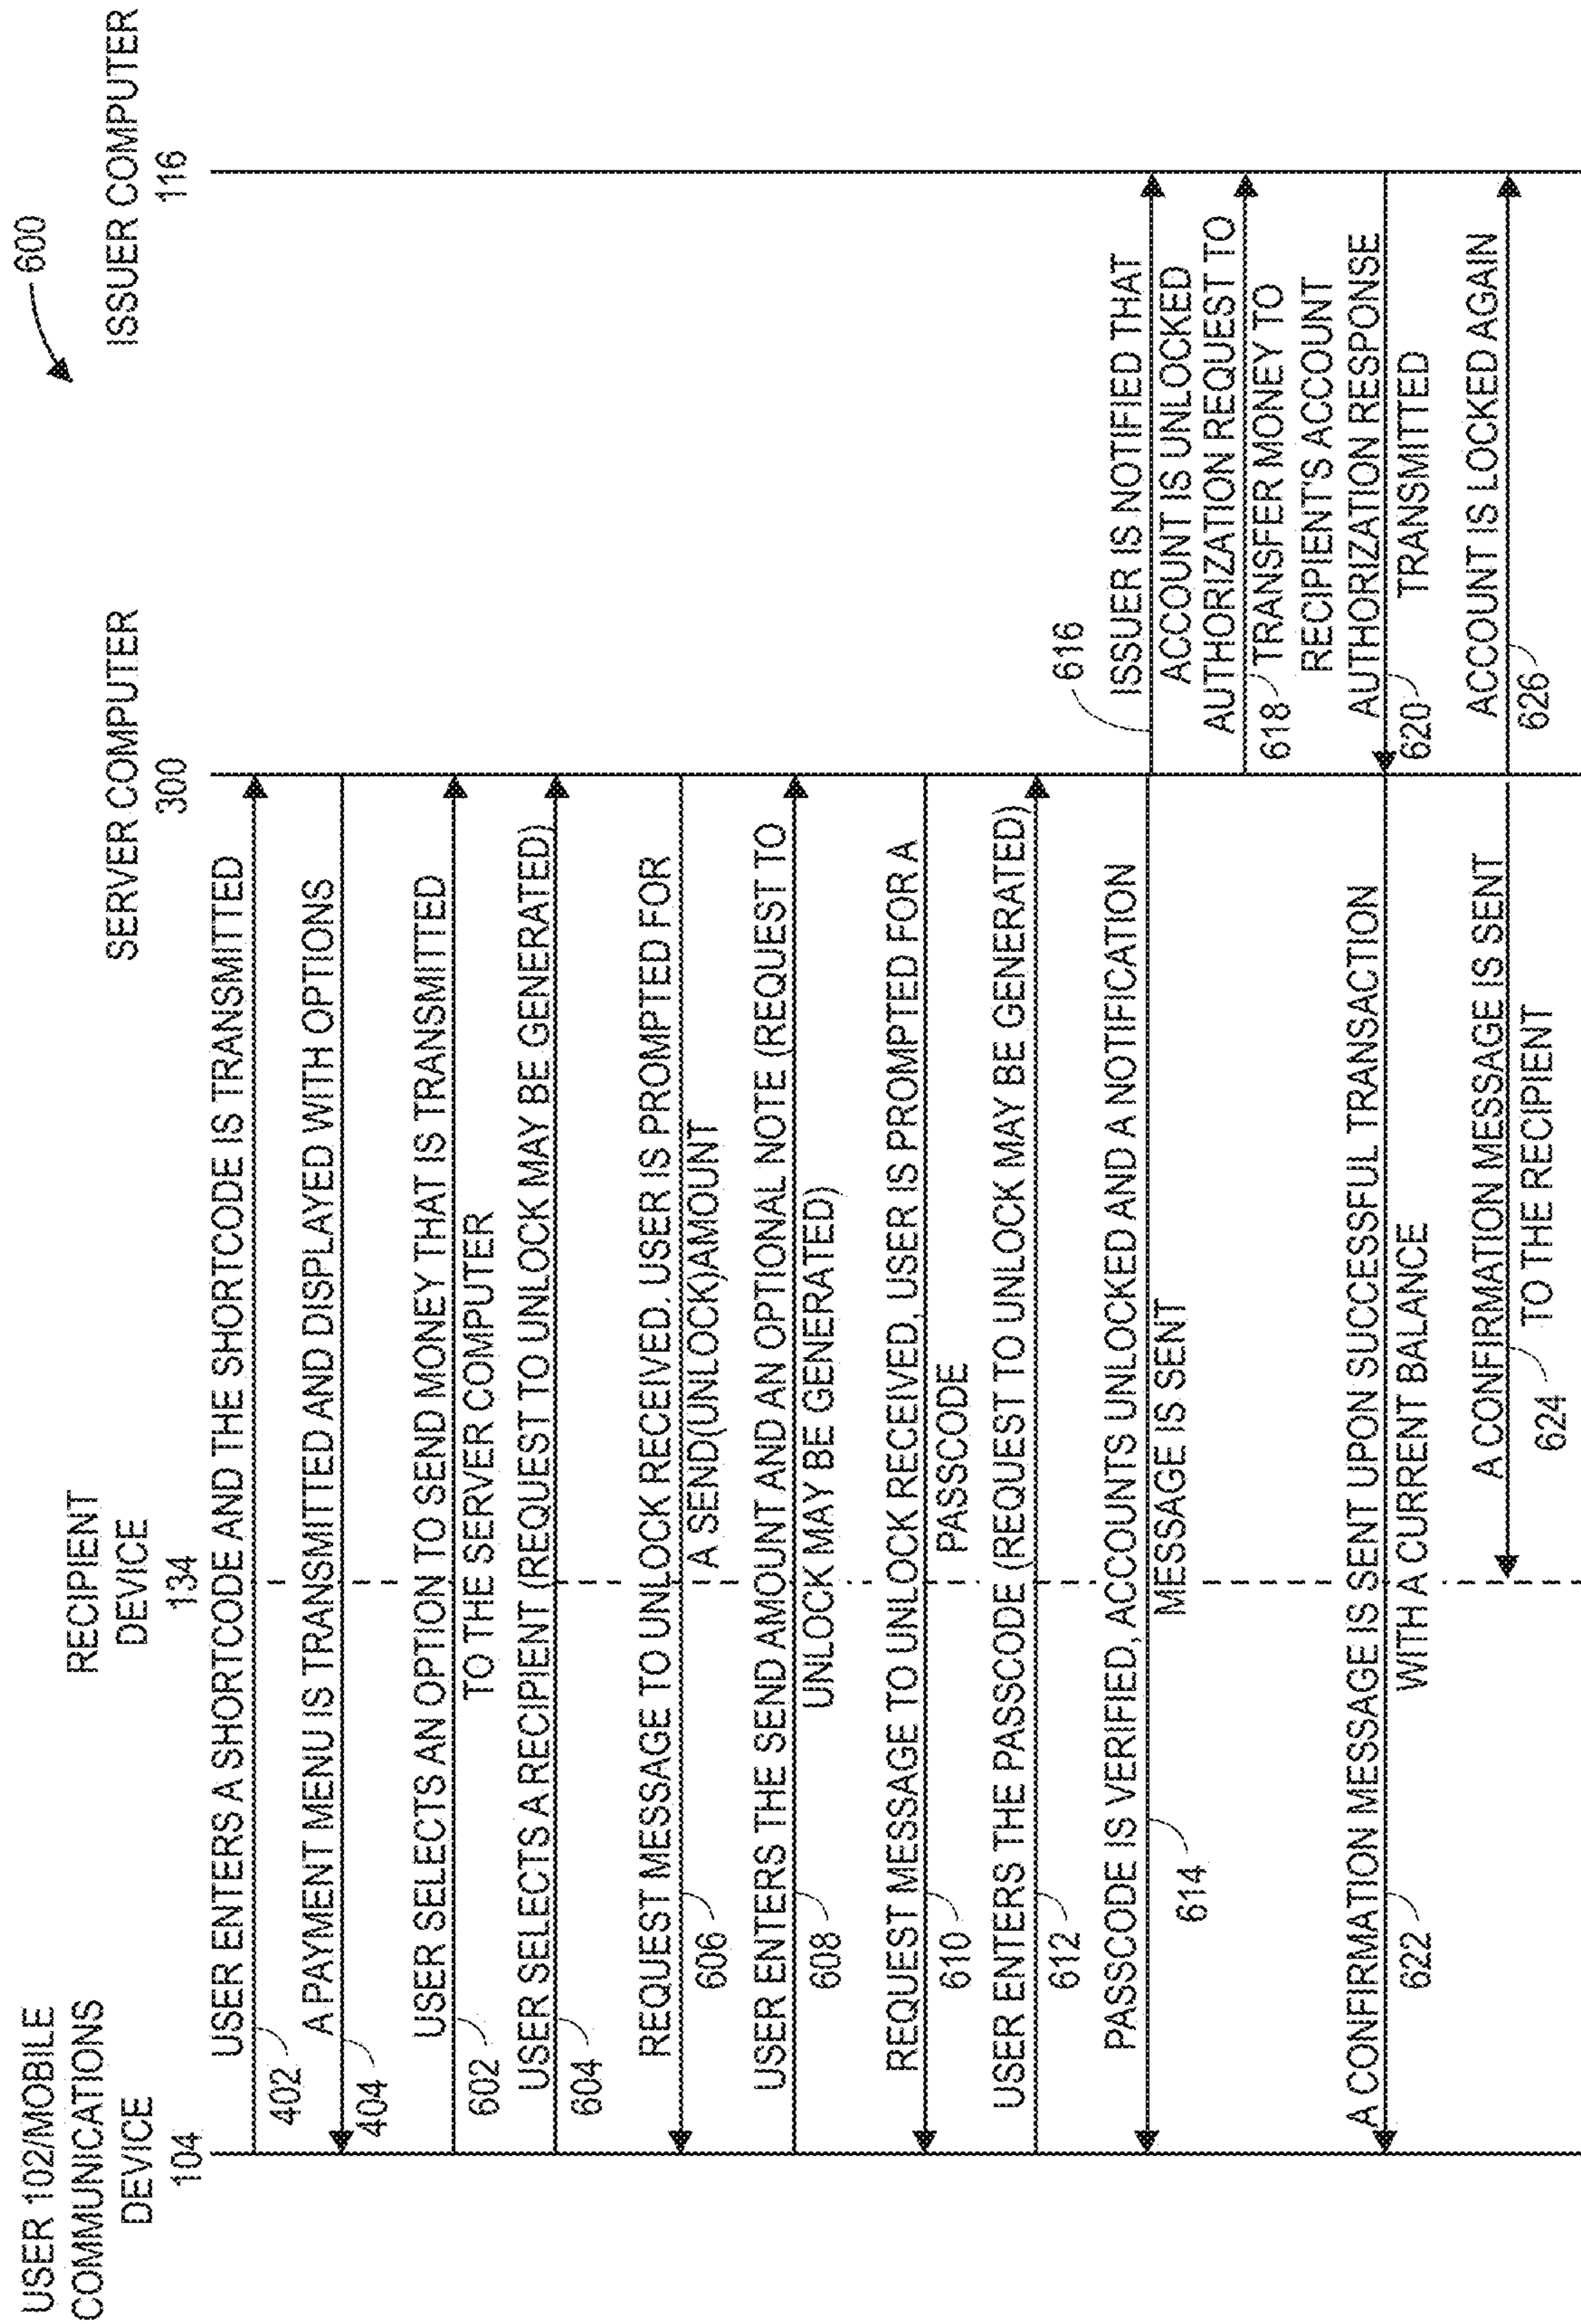 600
USER 102/MOBILE
COMMUNICATIONS
DEVICE
104
RECIPIENT
DEVICE
134
SERVER COMPUTER
300
ISSUER COMPUTER
116
USER ENTERS A SHORTCODE AND THE SHORTCODE IS TRANSMITTED
402
A PAYMENT MENU IS TRANSMITTED AND DISPLAYED WITH OPTIONS
404
USER SELECTS AN OPTION TO SEND MONEY THAT IS TRANSMITTED
602
TO THE SERVER COMPUTER
USER SELECTS A RECIPIENT (REQUEST TO UNLOCK MAY BE GENERATED)
604
REQUEST MESSAGE TO UNLOCK RECEIVED. USER IS PROMPTED FOR
606
A SEND(UNLOCK)AMOUNT
USER ENTERS THE SEND AMOUNT AND AN OPTIONAL NOTE (REQUEST TO
608
UNLOCK MAY BE GENERATED)
REQUEST MESSAGE TO UNLOCK RECEIVED, USER IS PROMPTED FOR A
610
PASSCODE
USER ENTERS THE PASSCODE (REQUEST TO UNLOCK MAY BE GENERATED)
612
PASSCODE IS VERIFIED, ACCOUNTS UNLOCKED AND A NOTIFICATION
614
MESSAGE IS SENT
616
ISSUER IS NOTIFIED THAT
ACCOUNT IS UNLOCKED
AUTHORIZATION REQUEST TO
618
TRANSFER MONEY TO
RECIPIENT'S ACCOUNT
AUTHORIZATION RESPONSE
620
TRANSMITTED
A CONFIRMATION MESSAGE IS SENT UPON SUCCESSFUL TRANSACTION
622
WITH A CURRENT BALANCE
A CONFIRMATION MESSAGE IS SENT
624
TO THE RECIPIENT
ACCOUNT IS LOCKED AGAIN
626